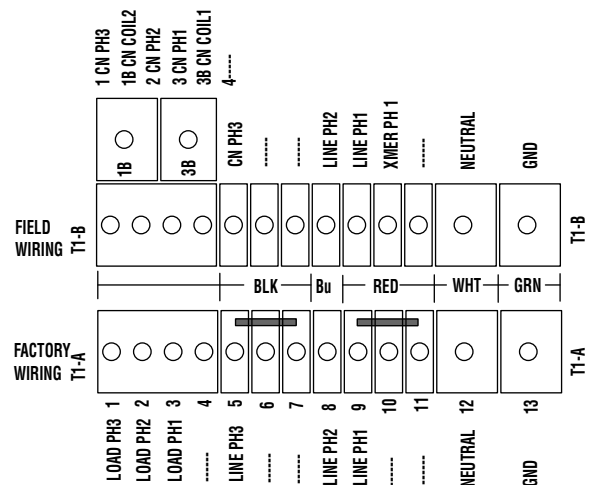 1 CN PH3
1B CN COIL2
2 CN PH2
3 CN PH1
3B CN COIL1
4------
1B
3B
CN PH3
------
------
LINE PH2
LINE PH1
XMER PH 1
------
NEUTRAL
GND
FIELD
WIRING
T1-B
T1-B
BLK
Bu
RED
WHT
GRN
FACTORY
WIRING
T1-A
T1-A
1
2
3
4
5
6
7
8
9
10
11
12
13
LOAD PH3
LOAD PH2
LOAD PH1
------
LINE PH3
------
------
LINE PH2
LINE PH1
------
------
NEUTRAL
GND